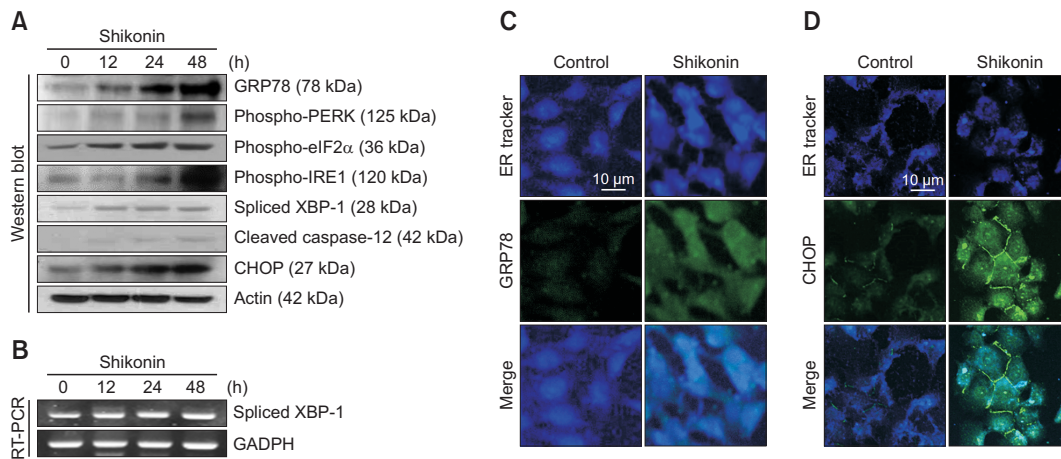 A
Shikonin
0 12 24 48 (h)
Western blot
GRP78 (78 kDa)
Phospho-PERK (125 kDa)
Phospho-eIF2α (36 kDa)
Phospho-IRE1 (120 kDa)
Spliced XBP-1 (28 kDa)
Cleaved caspase-12 (42 kDa)
CHOP (27 kDa)
Actin (42 kDa)
B
Shikonin
0 12 24 48 (h)
RT-PCR
Spliced XBP-1
GADPH
C
Control Shikonin
ER tracker
10 µm
GRP78
Merge
D
Control Shikonin
ER tracker
10 µm
CHOP
Merge